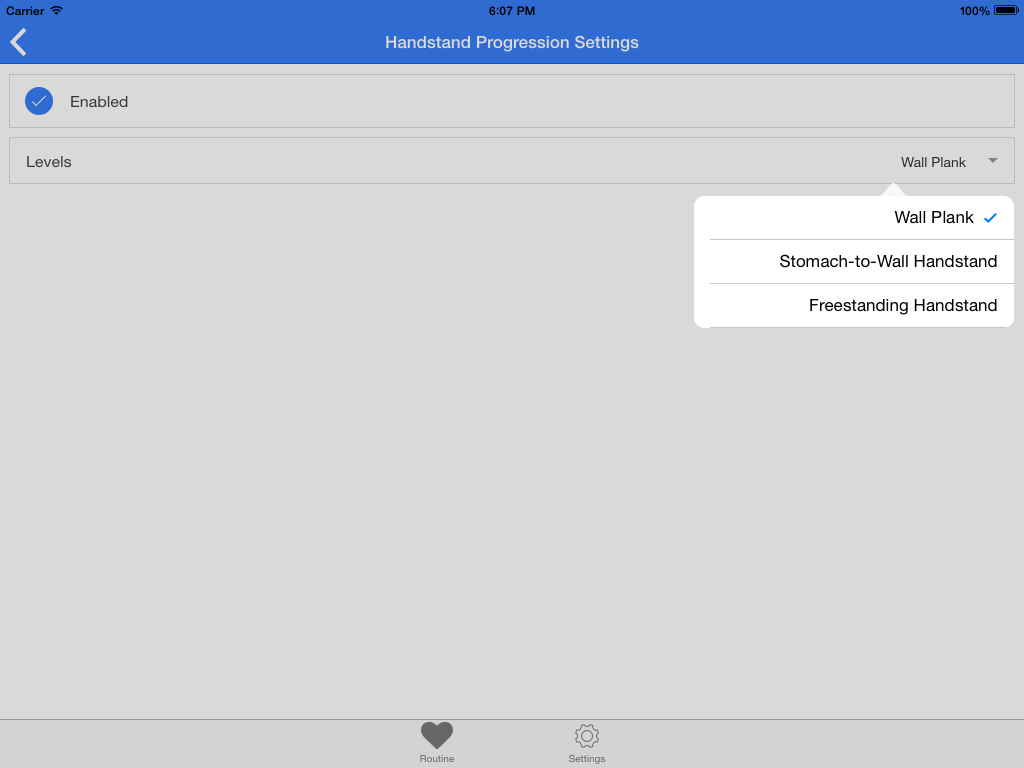 Carrier 6:07 PM 100%
Handstand Progression Settings
Enabled
Levels Wall Plank
Wall Plank
Stomach-to-Wall Handstand
Freestanding Handstand
Routine Settings